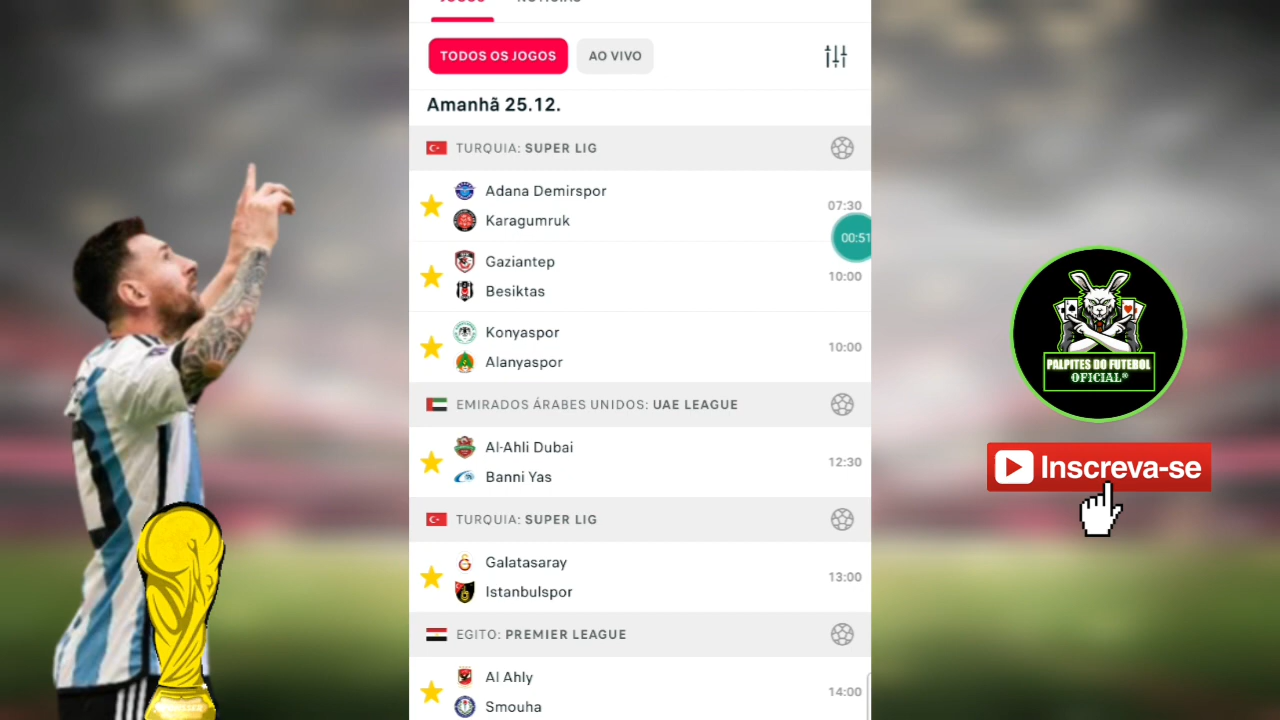 JOGOS NOTÍCIAS
TODOS OS JOGOS AO VIVO
Amanhã 25.12.
TURQUIA: SUPER LIG
Adana Demirspor
Karagumruk
07:30
00:51
Gaziantep
Besiktas
10:00
Konyaspor
Alanyaspor
10:00
EMIRADOS ÁRABES UNIDOS: UAE LEAGUE
Al-Ahli Dubai
Banni Yas
12:30
TURQUIA: SUPER LIG
Galatasaray
Istanbulspor
13:00
EGITO: PREMIER LEAGUE
Al Ahly
Smouha
14:00
PALPITES DO FUTEBOL
OFICIAL®
Inscreva-se